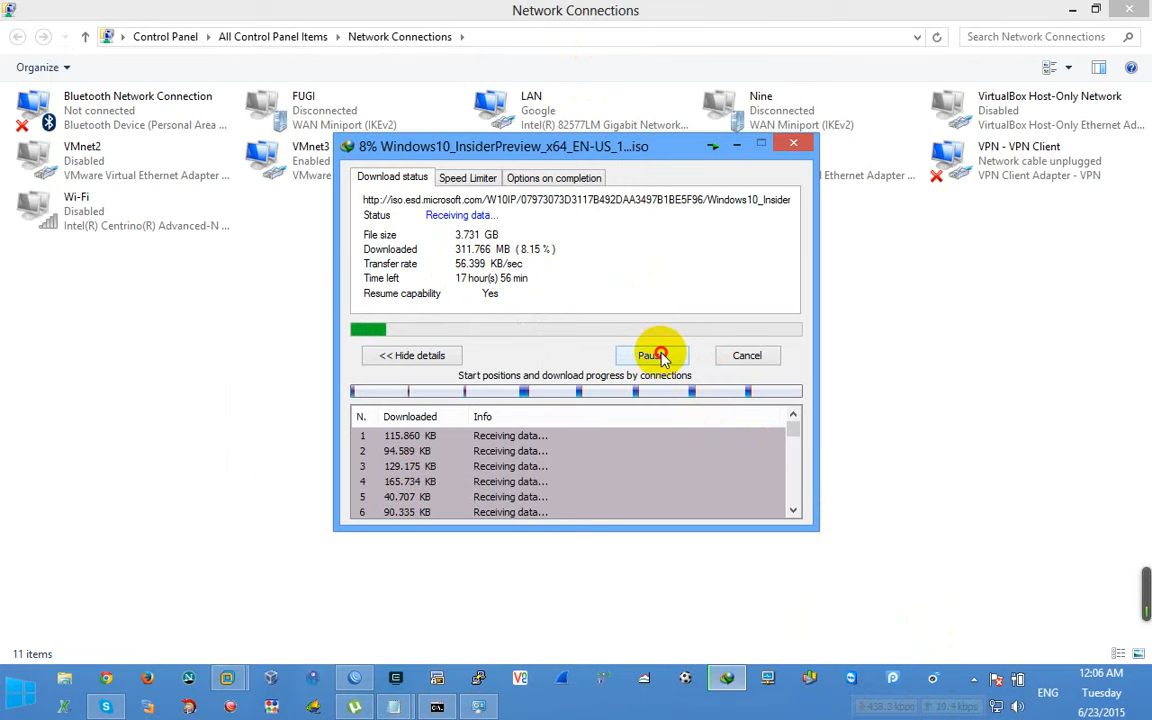 Network Connections
Control Panel
All Control Panel Items
Network Connections
Search Network Connections
Organize
Bluetooth Network Connection
Not connected
Bluetooth Device (Personal Area ...
FUGI
Disconnected
WAN Miniport (IKEv2)
LAN
Google
Intel(R) 82577LM Gigabit Network...
Nine
Disconnected
WAN Miniport (IKEv2)
VirtualBox Host-Only Network
Disabled
VirtualBox Host-Only Ethernet Ad...
VMnet2
Disabled
VMware Virtual Ethernet Adapter ...
VMnet3
Enabled
VMware
Ethernet Adapter ...
VPN - VPN Client
Network cable unplugged
VPN Client Adapter - VPN
Wi-Fi
Disabled
Intel(R) Centrino(R) Advanced-N ...
8% Windows10_InsiderPreview_x64_EN-US_1...iso
Download status
Speed Limiter
Options on completion
http://iso.esd.microsoft.com/W10IP/07973073D3117B492DAA3497B1BE5F96/Windows10_Insider
Status Receiving data...
File size 3.731 GB
Downloaded 311.766 MB ( 8.15 % )
Transfer rate 56.399 KB/sec
Time left 17 hour(s) 56 min
Resume capability Yes
<< Hide details
Pause
Cancel
Start positions and download progress by connections
N. Downloaded Info
1 115.860 KB Receiving data...
2 94.589 KB Receiving data...
3 129.175 KB Receiving data...
4 165.734 KB Receiving data...
5 40.707 KB Receiving data...
6 90.335 KB Receiving data...
11 items
ENG
12:06 AM
Tuesday
6/23/2015
438.3 kbps
19.4 kbps